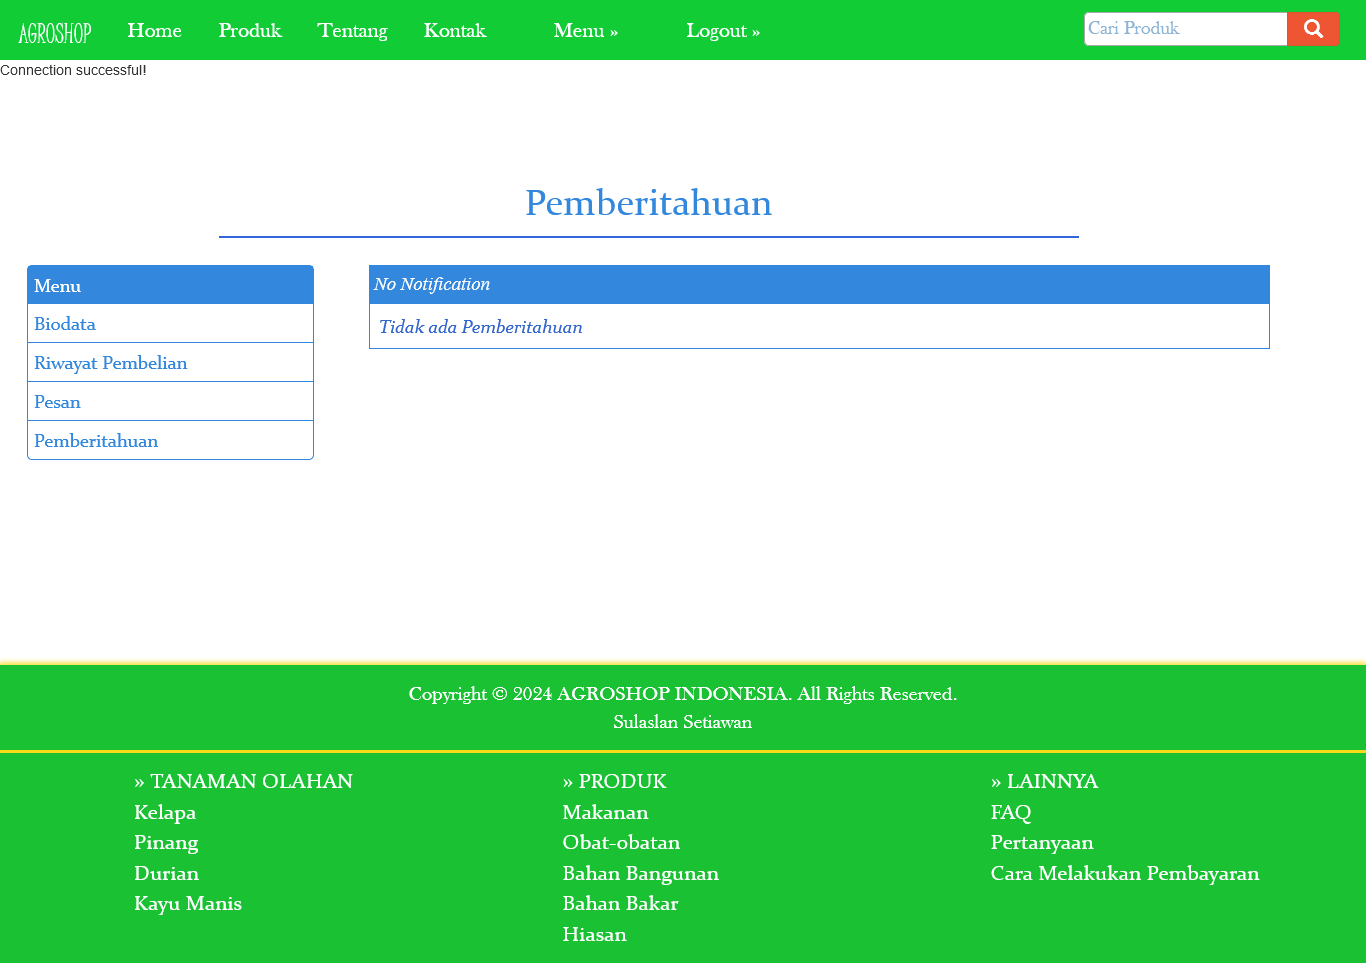 AGROSHOP Home Produk Tentang Kontak Menu » Logout » Cari Produk
Connection successful!
Pemberitahuan
Menu
Biodata
Riwayat Pembelian
Pesan
Pemberitahuan
No Notification
Tidak ada Pemberitahuan
Copyright © 2024 AGROSHOP INDONESIA. All Rights Reserved.
Sulaslan Setiawan
» TANAMAN OLAHAN
Kelapa
Pinang
Durian
Kayu Manis
» PRODUK
Makanan
Obat-obatan
Bahan Bangunan
Bahan Bakar
Hiasan
» LAINNYA
FAQ
Pertanyaan
Cara Melakukan Pembayaran